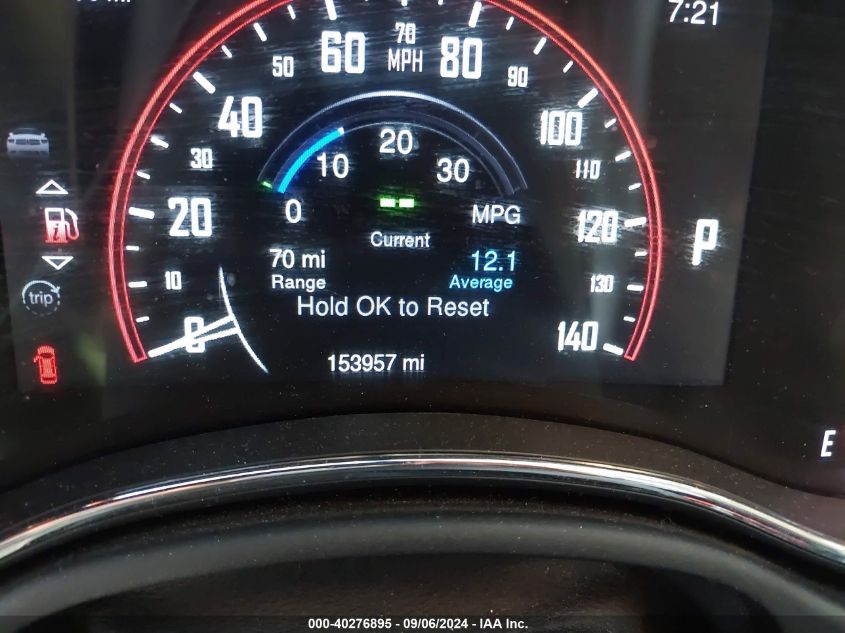 mi
7:21
70
MPH
60
80
50
90
40
100
30
110
20
120
10
130
0
140
20
10
30
0
MPG
P
Current
70 mi
12.1
Range
Average
Hold OK to Reset
trip
153957 mi
E
000-40276895 - 09/06/2024 - IAA Inc.